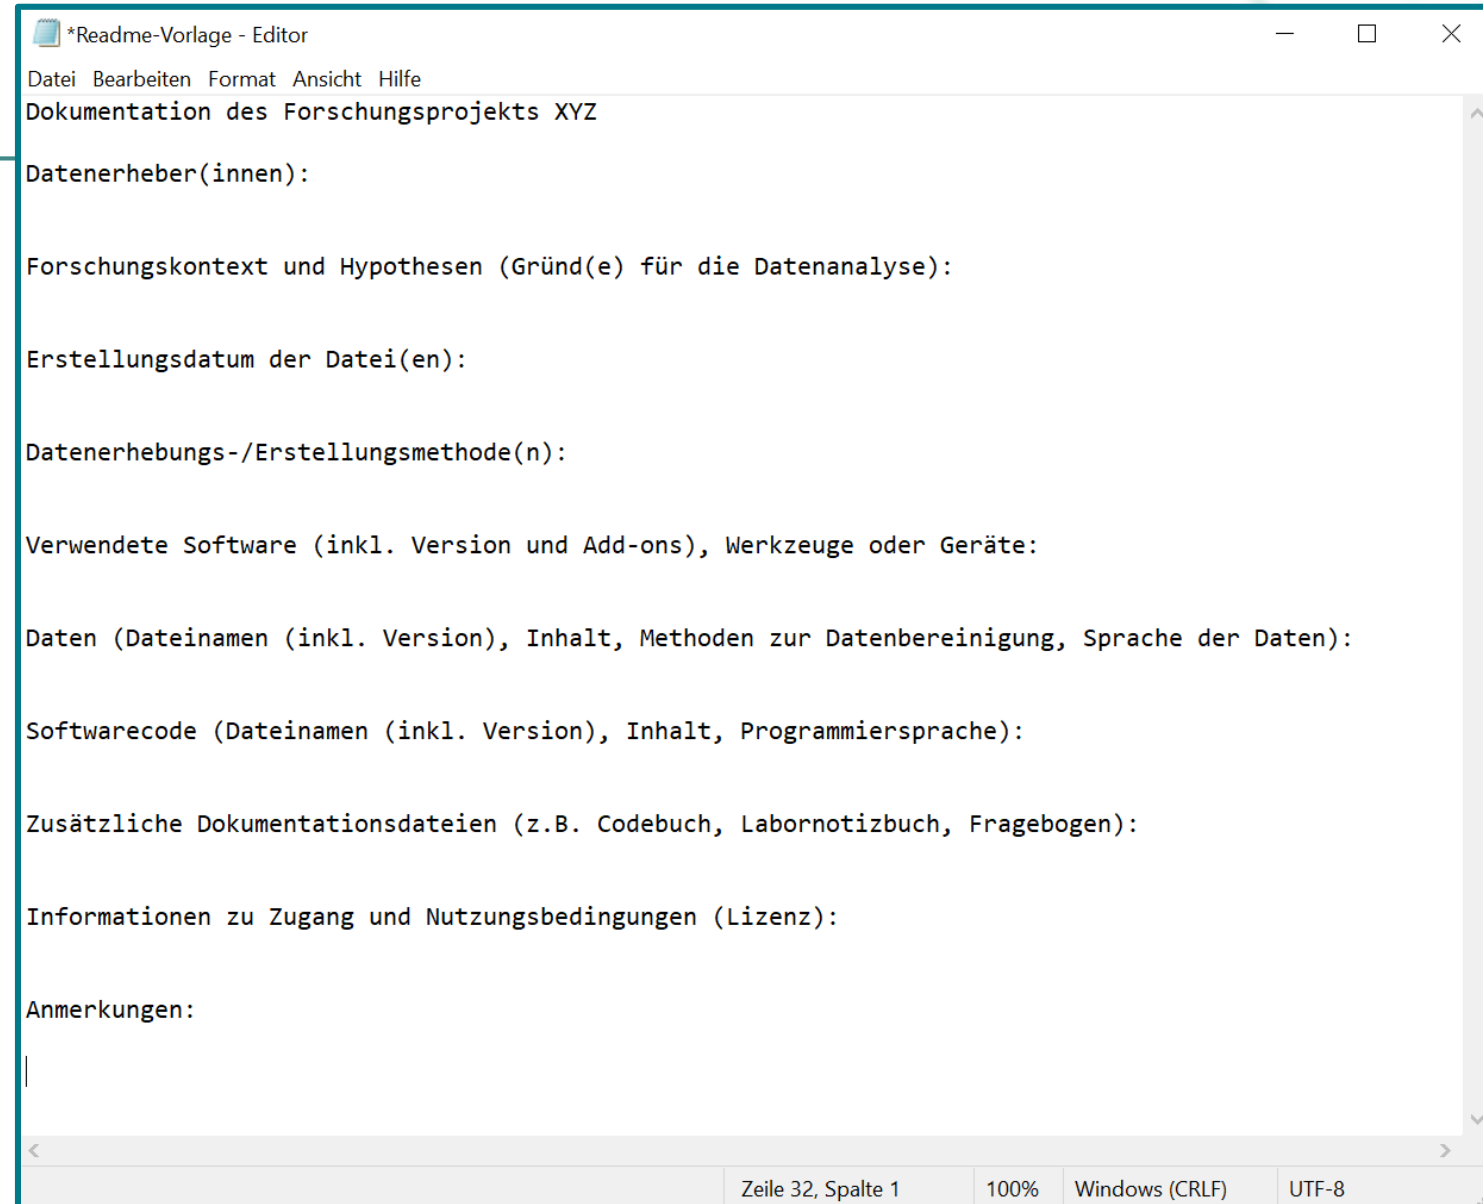 *Readme-Vorlage - Editor
Datei Bearbeiten Format Ansicht Hilfe
Dokumentation des Forschungsprojekts XYZ
Datenerheber(innen):
Forschungskontext und Hypothesen (Gründ(e) für die Datenanalyse):
Erstellungsdatum der Datei(en):
Datenerhebungs-/Erstellungsmethode(n):
Verwendete Software (inkl. Version und Add-ons), Werkzeuge oder Geräte:
Daten (Dateinamen (inkl. Version), Inhalt, Methoden zur Datenbereinigung, Sprache der Daten):
Softwarecode (Dateinamen (inkl. Version), Inhalt, Programmiersprache):
Zusätzliche Dokumentationsdateien (z.B. Codebuch, Labornotizbuch, Fragebogen):
Informationen zu Zugang und Nutzungsbedingungen (Lizenz):
Anmerkungen:
Zeile 32, Spalte 1 100% Windows (CRLF) UTF-8